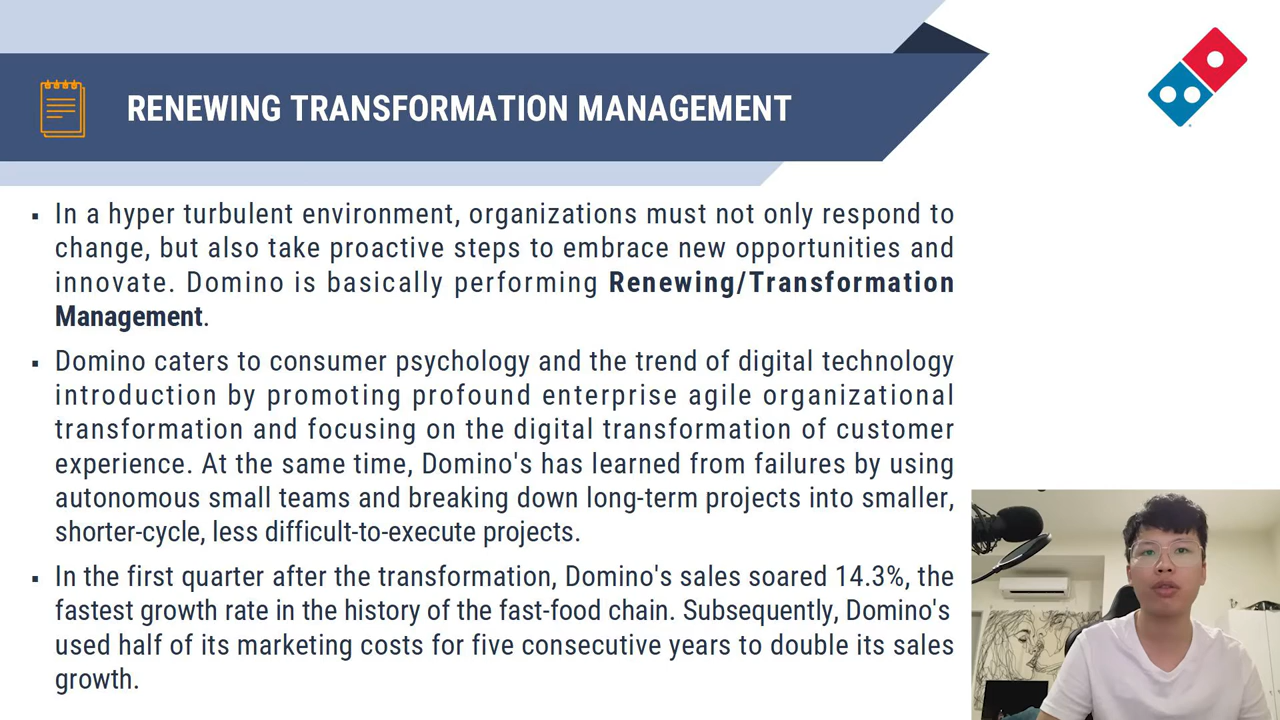 RENEWING TRANSFORMATION MANAGEMENT
▪ In a hyper turbulent environment, organizations must not only respond to
change, but also take proactive steps to embrace new opportunities and
innovate. Domino is basically performing Renewing/Transformation
Management.
▪ Domino caters to consumer psychology and the trend of digital technology
introduction by promoting profound enterprise agile organizational
transformation and focusing on the digital transformation of customer
experience. At the same time, Domino's has learned from failures by using
autonomous small teams and breaking down long-term projects into smaller,
shorter-cycle, less difficult-to-execute projects.
▪ In the first quarter after the transformation, Domino's sales soared 14.3%, the
fastest growth rate in the history of the fast-food chain. Subsequently, Domino's
used half of its marketing costs for five consecutive years to double its sales
growth.